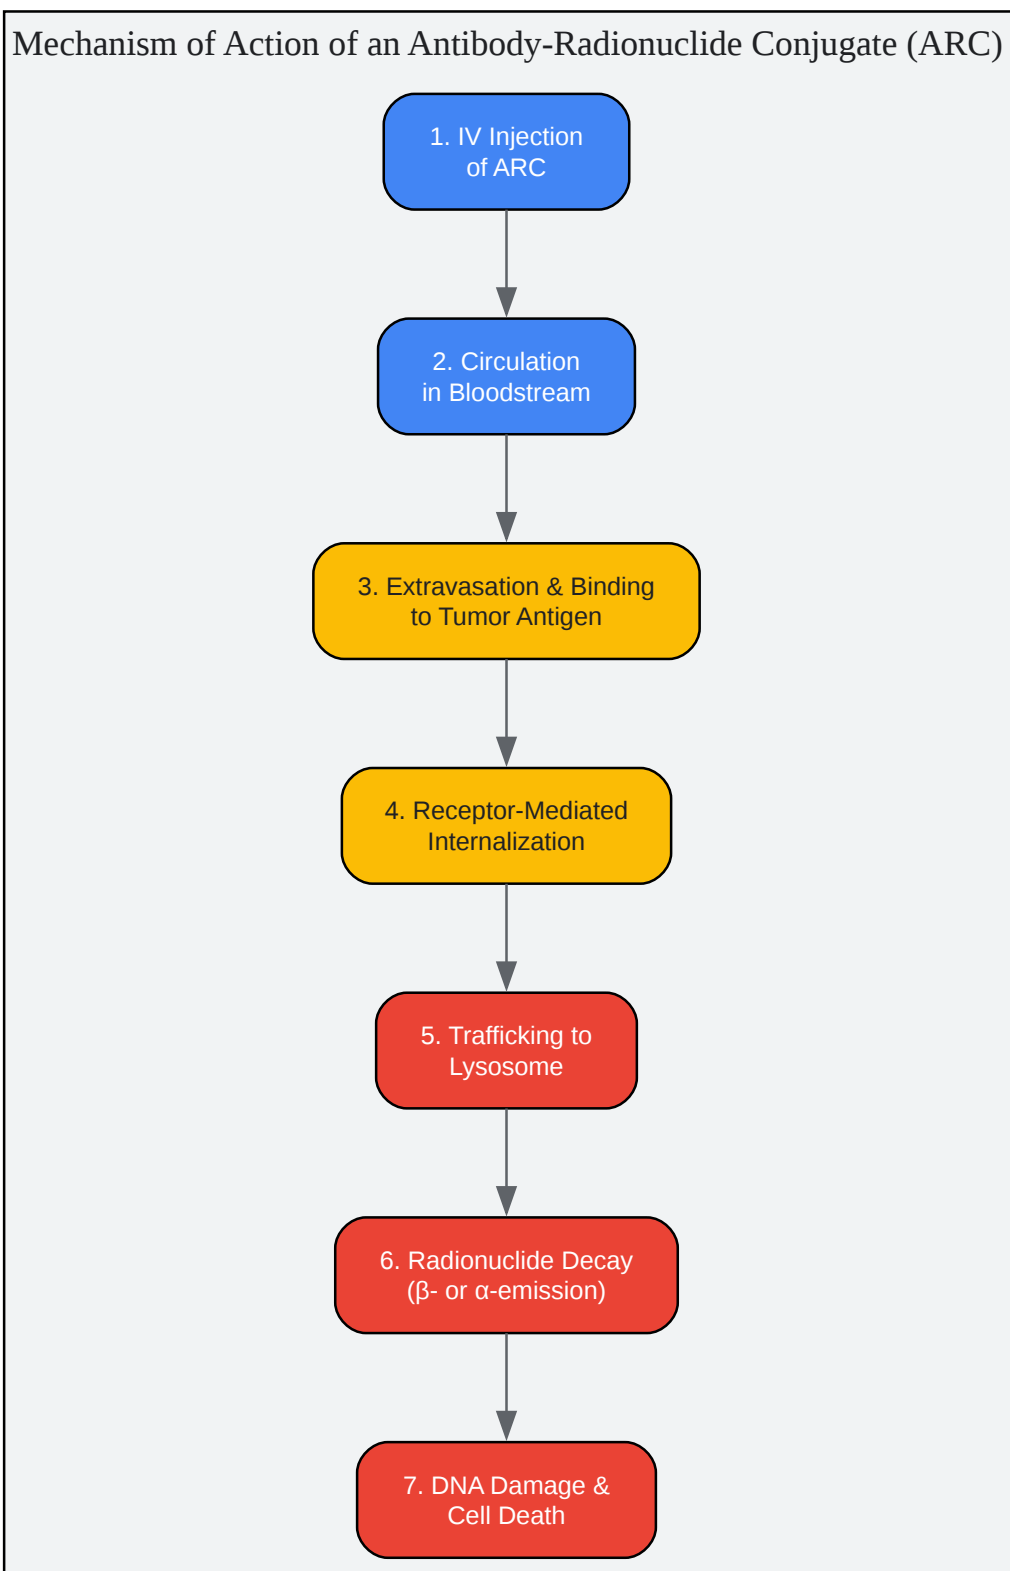 Mechanism of Action of an Antibody-Radionuclide Conjugate (ARC)
1. IV Injection
of ARC
2. Circulation
in Bloodstream
3. Extravasation & Binding
to Tumor Antigen
4. Receptor-Mediated
Internalization
5. Trafficking to
Lysosome
6. Radionuclide Decay
(β- or α-emission)
7. DNA Damage &
Cell Death